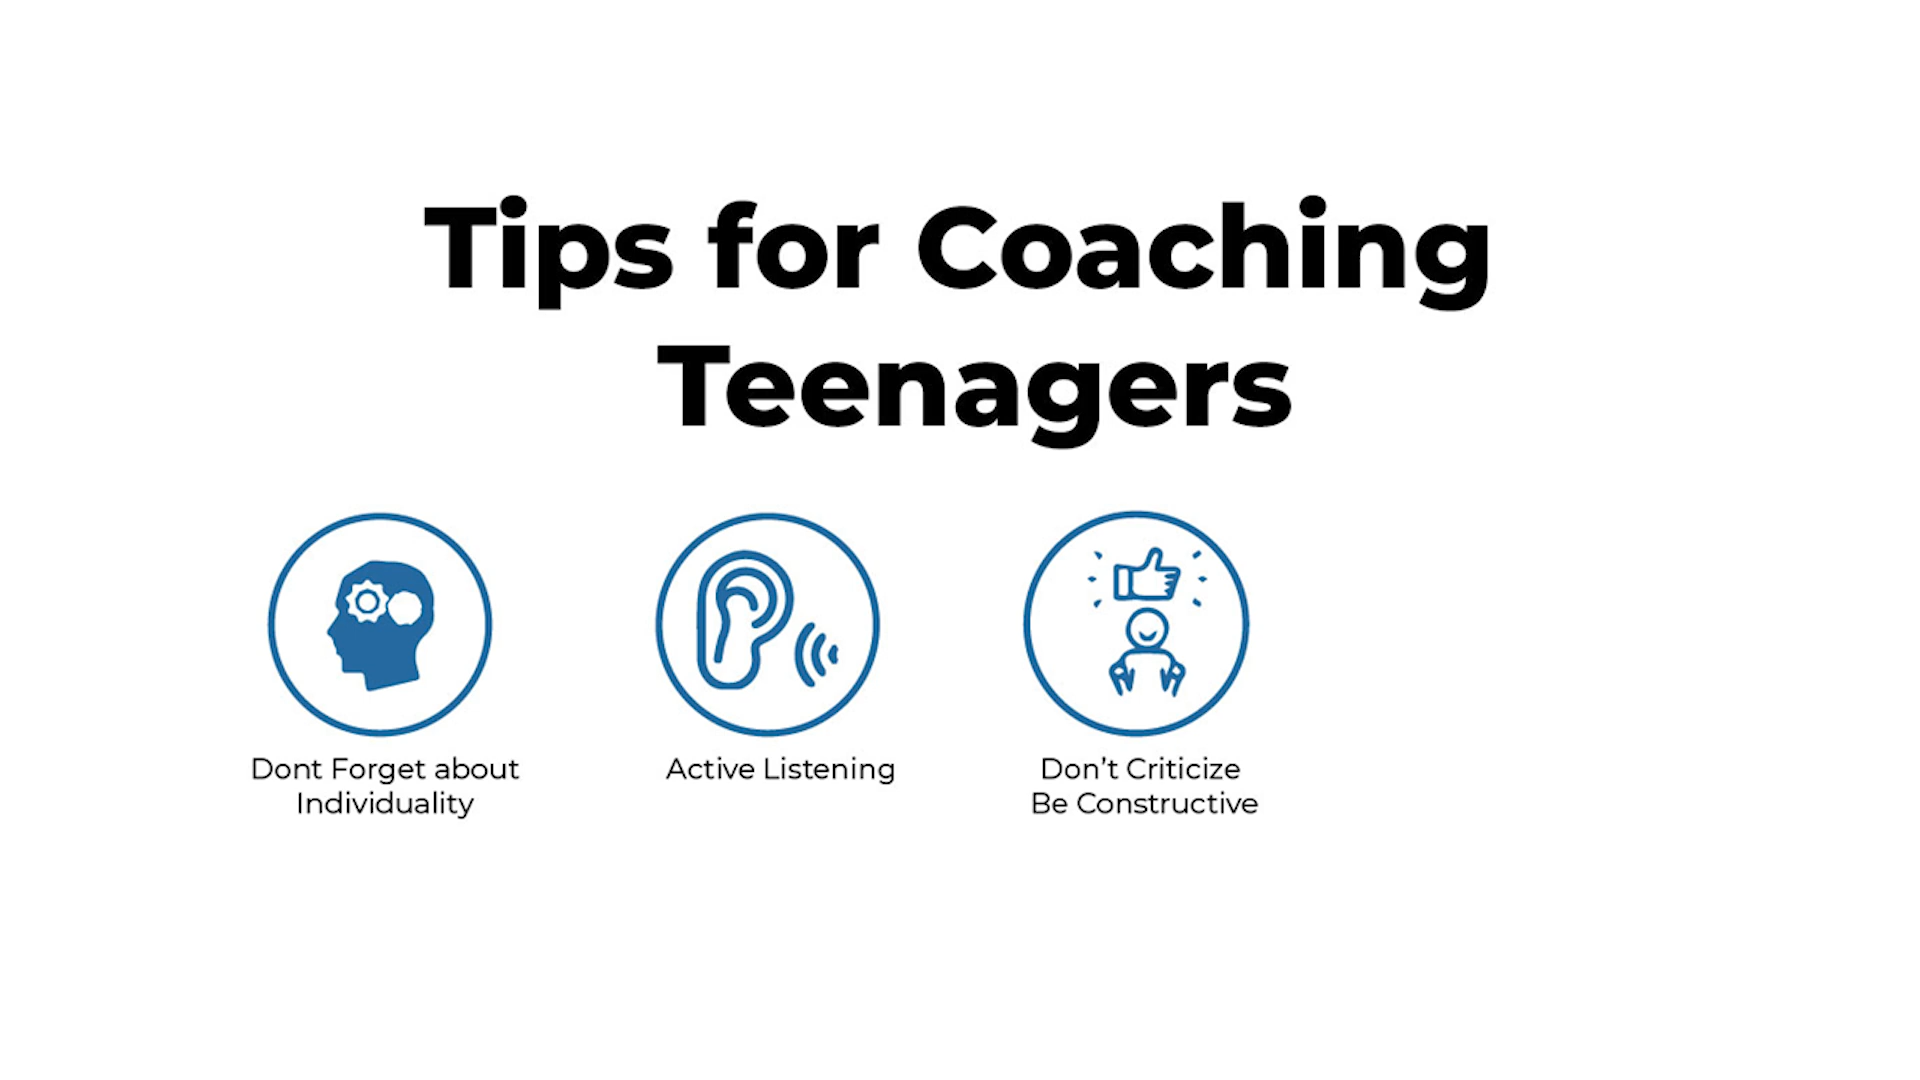 Tips for Coaching
Teenagers
Dont Forget about
Individuality
Active Listening
Don’t Criticize
Be Constructive